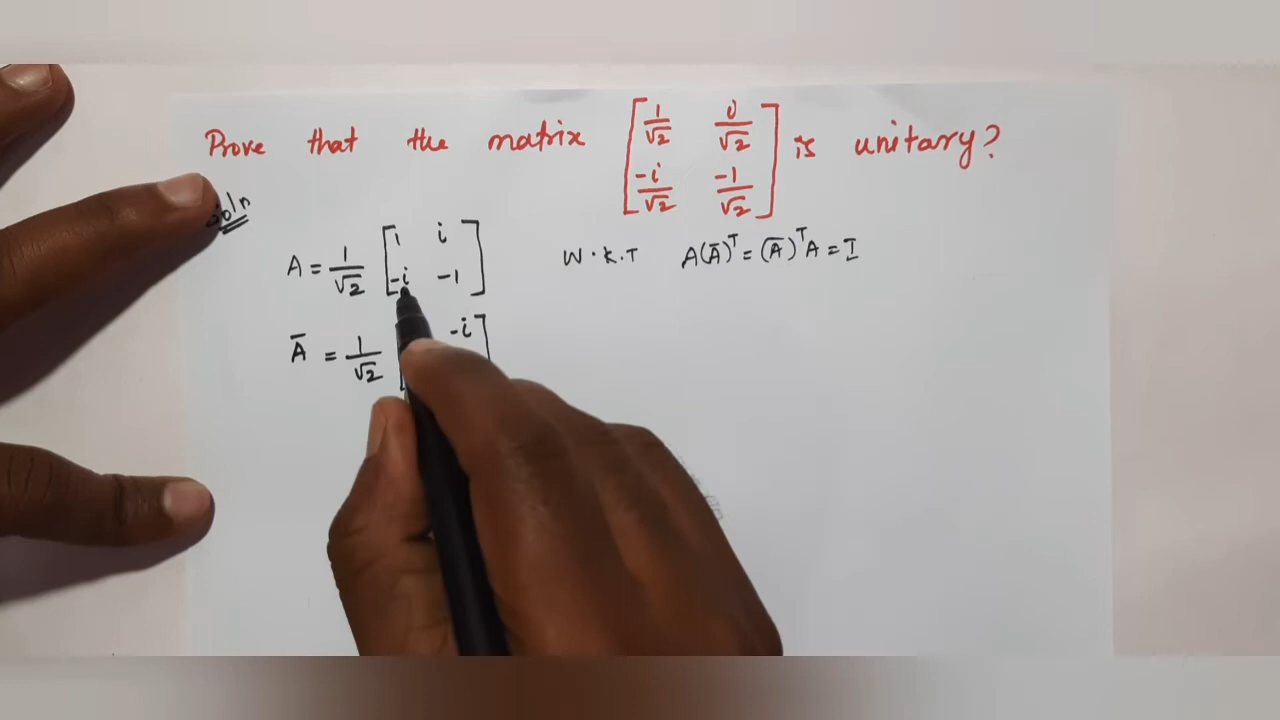 Prove that the matrix [1/√2 i/√2 -i/√2 -1/√2] is unitary?
Soln
A = 1/√2 [1 i -i -1] W.K.T A(Ā)ᵀ = (Ā)ᵀA = I
Ā = 1/√2 [ -i ]